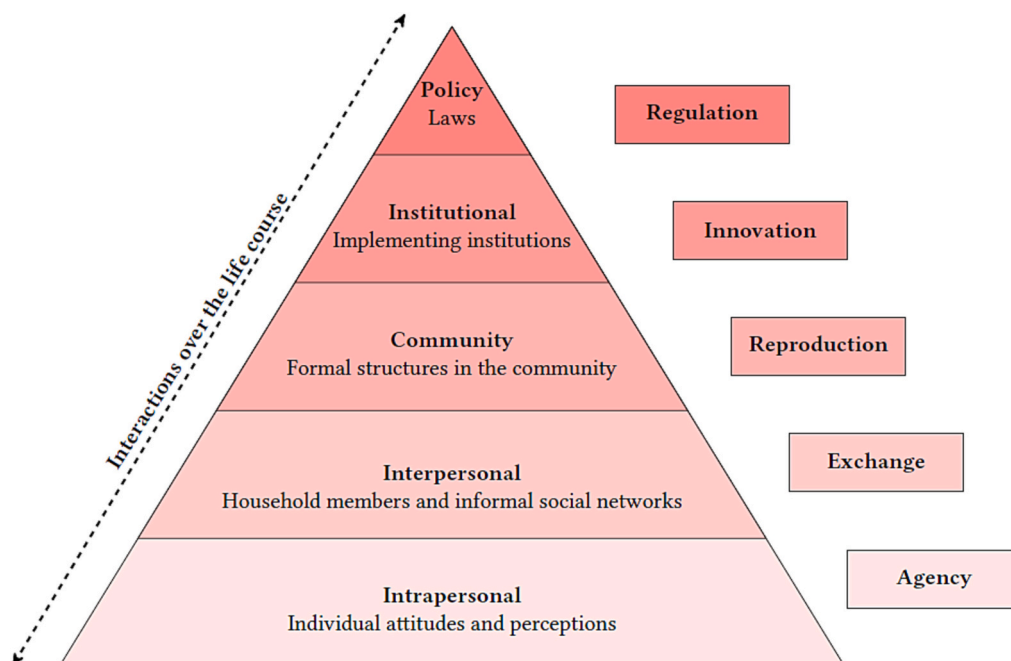 Policy
Laws
Regulation
Institutional
Implementing institutions
Innovation
Community
Formal structures in the community
Reproduction
Interpersonal
Household members and informal social networks
Exchange
Intrapersonal
Individual attitudes and perceptions
Agency
Interactions over the life course